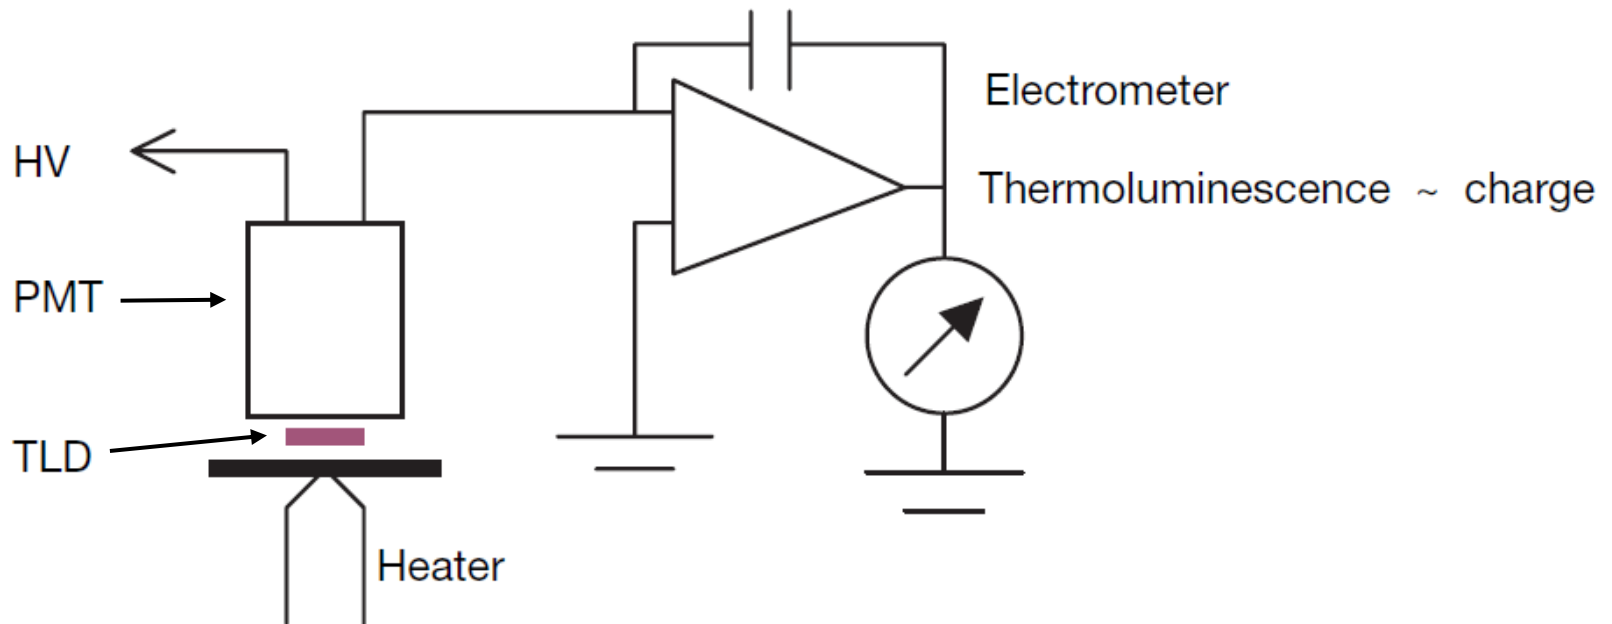 Electrometer
HV
Thermoluminescence ~ charge
PMT
TLD
Heater